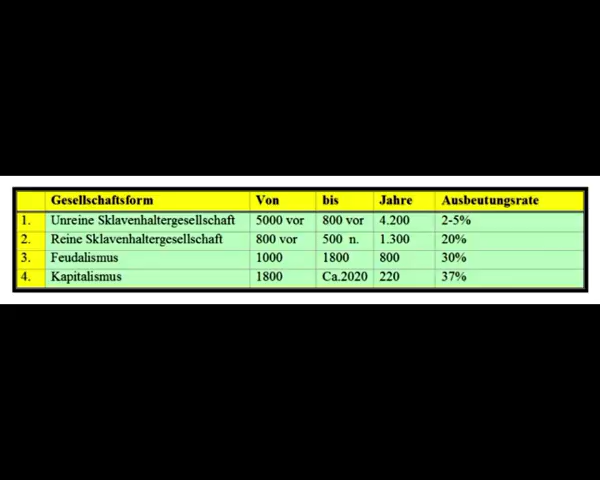 Gesellschaftsform Von bis Jahre Ausbeutungsrate
1. Unreine Sklavenhaltergesellschaft 5000 vor 800 vor 4.200 2-5%
2. Reine Sklavenhaltergesellschaft 800 vor 500 n. 1.300 20%
3. Feudalismus 1000 1800 800 30%
4. Kapitalismus 1800 Ca.2020 220 37%